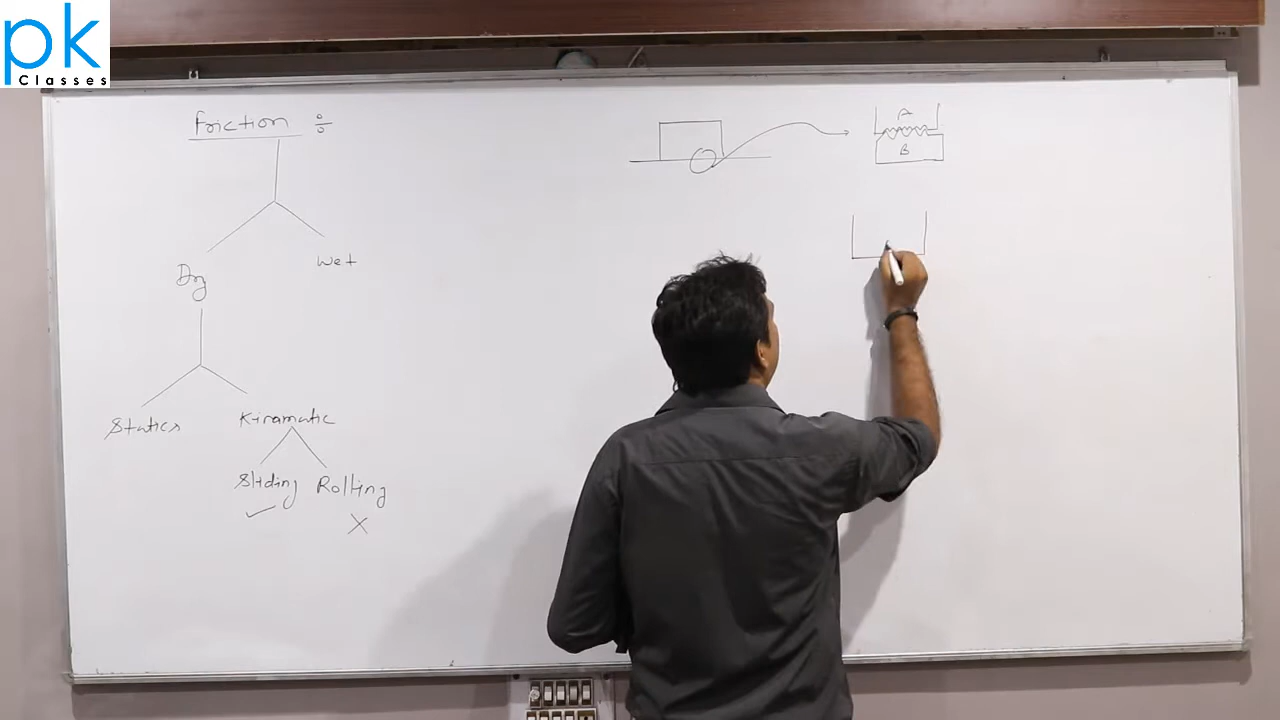 pk
Classes
Friction ÷
Dry
Wet
Statics
Kinamatic
Sliding Rolling
A
B